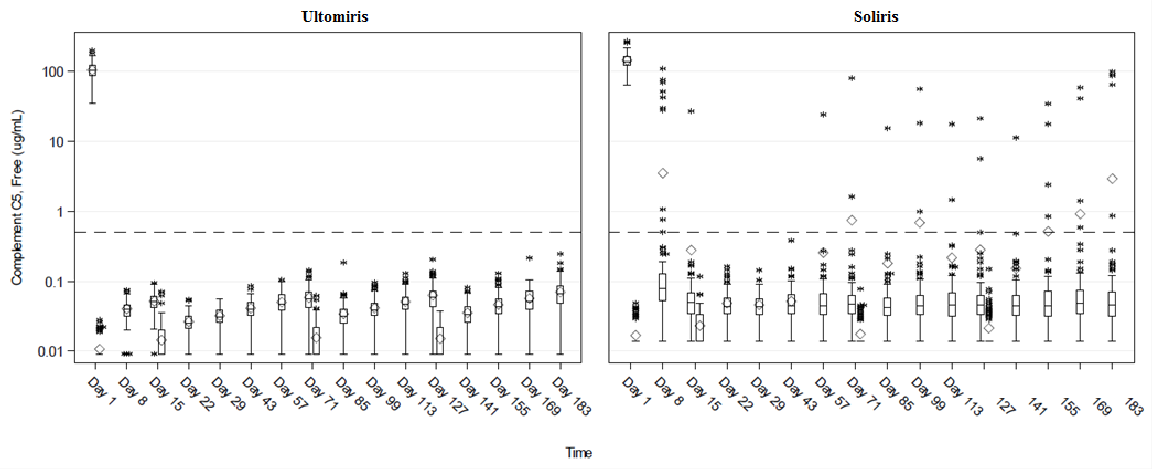 Ultomiris Soliris
Complement C5, Free (ug/mL)
100
10
1
0.1
0.01
Day 1 Day 8 Day 15 Day 22 Day 29 Day 43 Day 57 Day 71 Day 85 Day 99 Day 113 Day 127 Day 141 Day 155 Day 169 Day 183
Day 1 Day 8 Day 15 Day 22 Day 29 Day 43 Day 57 Day 71 Day 85 Day 99 Day 113 127 141 155 169 183
Time